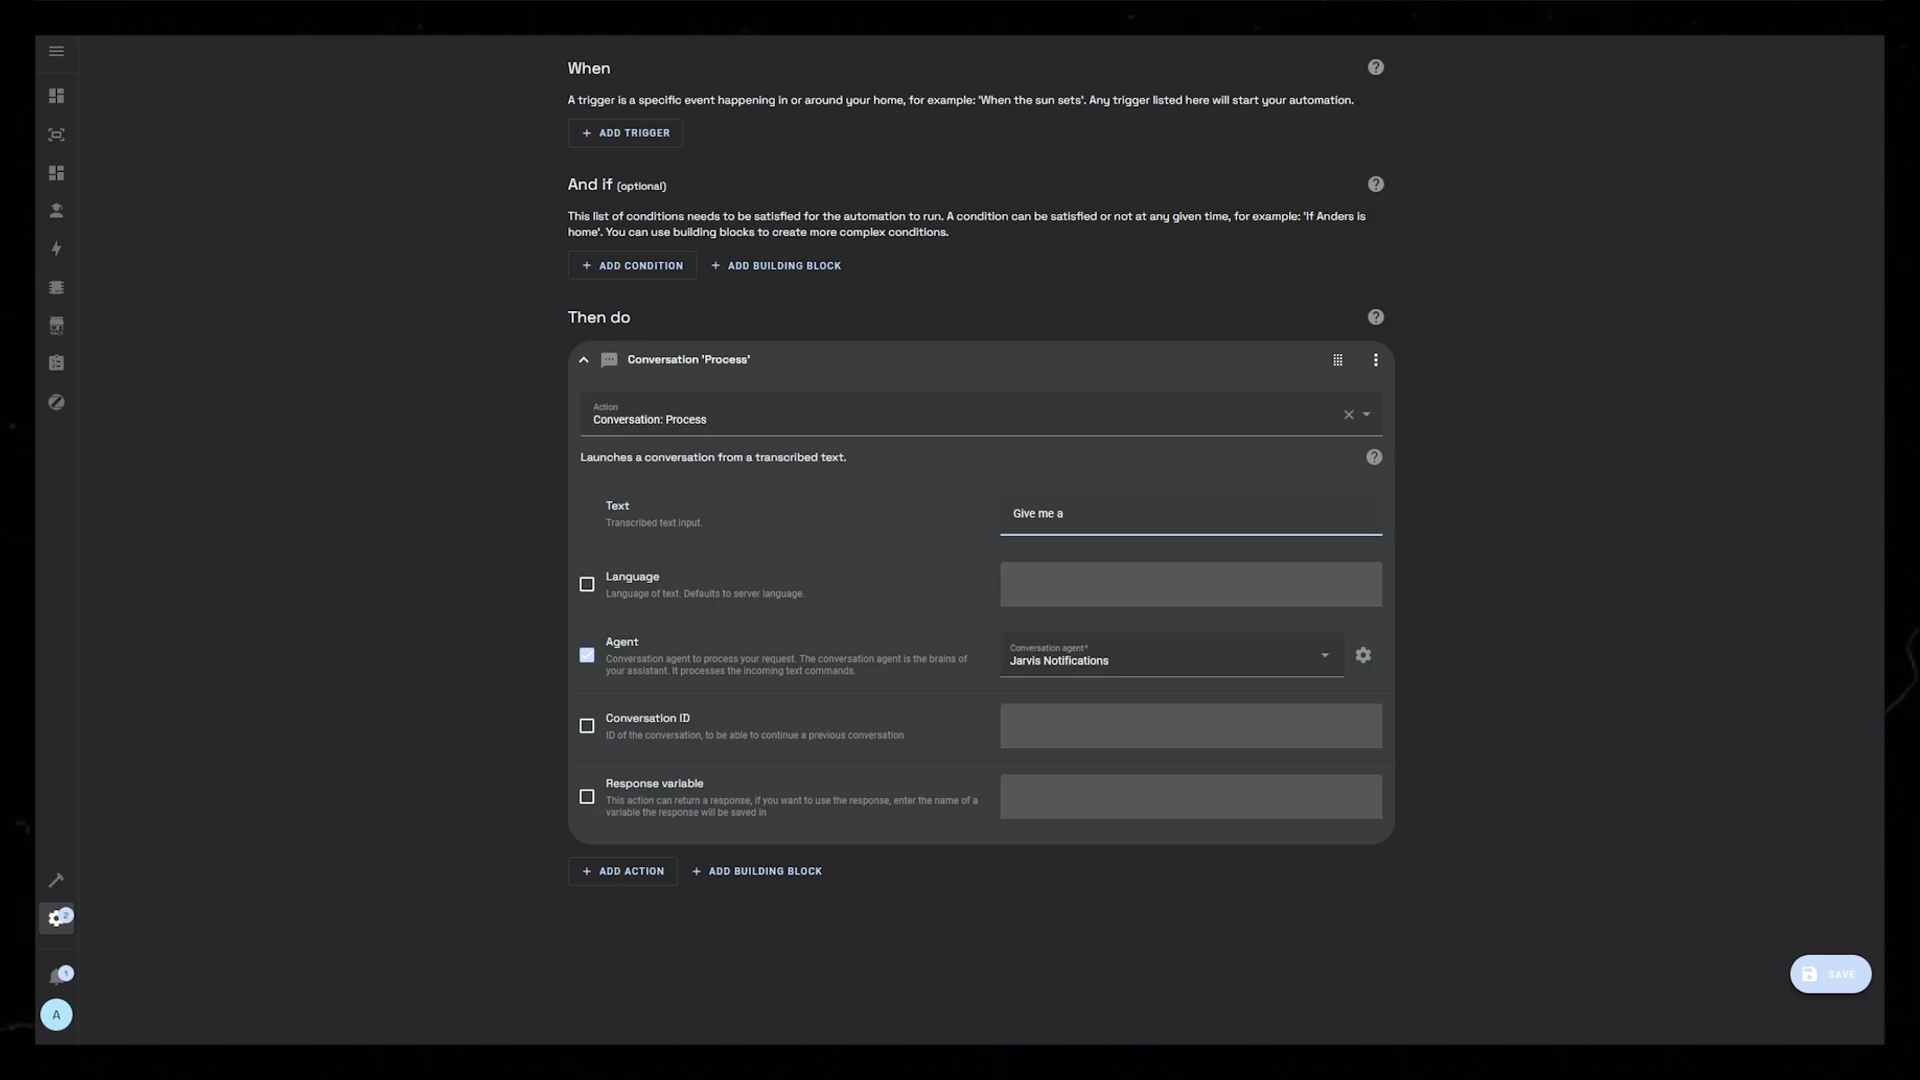 When
A trigger is a specific event happening in or around your home, for example: 'When the sun sets'. Any trigger listed here will start your automation.
+ ADD TRIGGER
And if (optional)
This list of conditions needs to be satisfied for the automation to run. A condition can be satisfied or not at any given time, for example: 'If Anders is
home'. You can use building blocks to create more complex conditions.
+ ADD CONDITION + ADD BUILDING BLOCK
Then do
Conversation 'Process'
Action
Conversation: Process
Launches a conversation from a transcribed text.
Text
Transcribed text input.
Give me a
Language
Language of text. Defaults to server language.
Agent
Conversation agent to process your request. The conversation agent is the brains of
your assistant. It processes the incoming text commands.
Conversation agent*
Jarvis Notifications
Conversation ID
ID of the conversation, to be able to continue a previous conversation
Response variable
This action can return a response, if you want to use the response, enter the name of a
variable the response will be saved in
+ ADD ACTION + ADD BUILDING BLOCK
2
1
A
SAVE